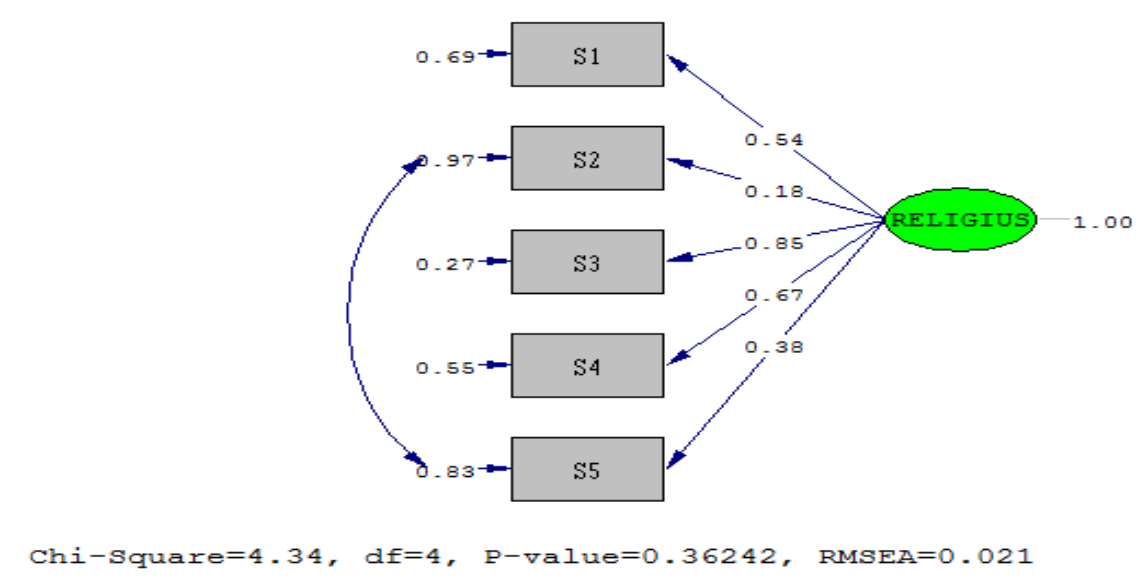 0.69 S1
0.54
0.97 S2
0.18
RELIGIUS 1.00
0.85
0.27 S3
0.67
0.55 S4
0.38
0.83 S5
Chi-Square=4.34, df=4, P-value=0.36242, RMSEA=0.021